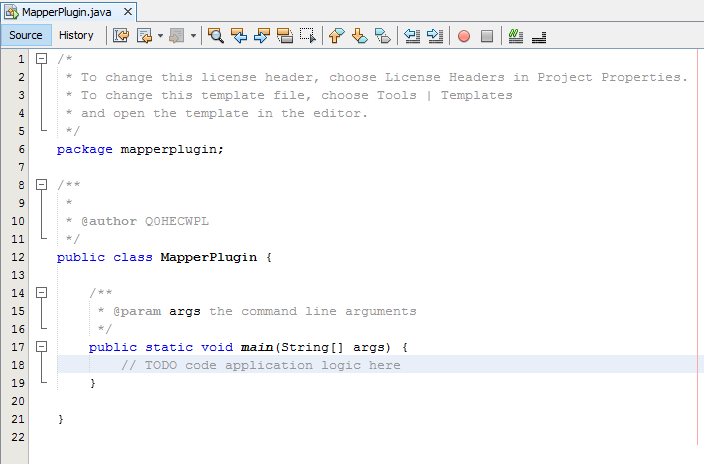 MapperPlugin.java
Source History
1 /*
2 * To change this license header, choose License Headers in Project Properties.
3 * To change this template file, choose Tools | Templates
4 * and open the template in the editor.
5 */
6 package mapperplugin;
7
8 /**
9 *
10 * @author Q0HECWPL
11 */
12 public class MapperPlugin {
13
14 /**
15 * @param args the command line arguments
16 */
17 public static void main(String[] args) {
18 // TODO code application logic here
19 }
20
21 }
22